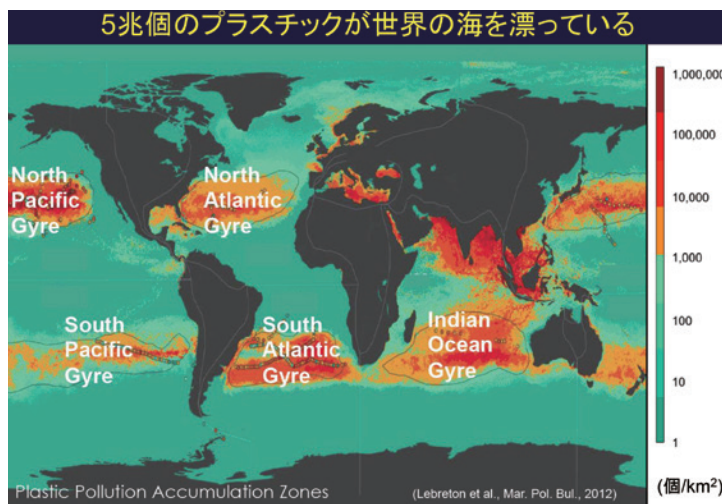 5兆個のプラスチックが世界の海を漂っている
1,000,000
100,000
10,000
1,000
100
10
1
(個/km²)
North
Pacific
Gyre
North
Atlantic
Gyre
South
Pacific
Gyre
South
Atlantic
Gyre
Indian
Ocean
Gyre
Plastic Pollution Accumulation Zones
(Lebreton et al., Mar. Pol. Bul., 2012)